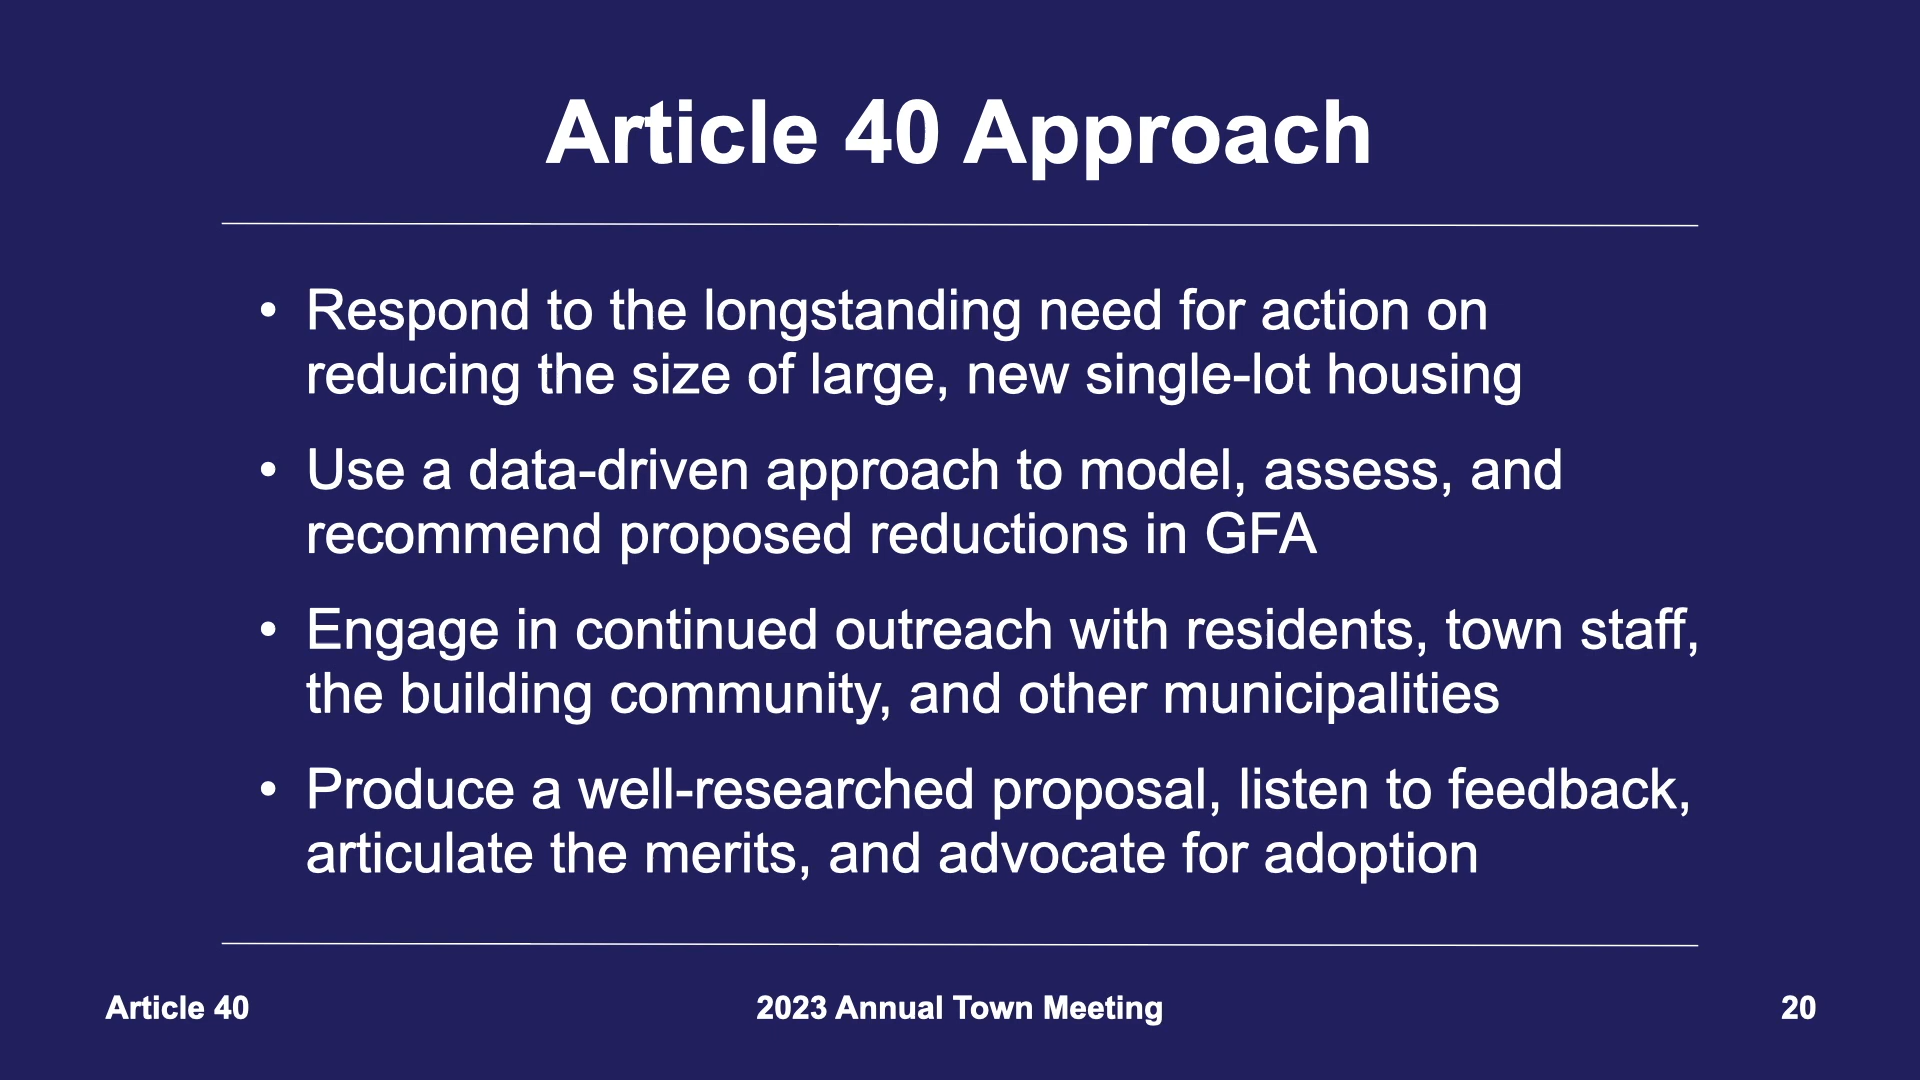 Article 40 Approach
• Respond to the longstanding need for action on
reducing the size of large, new single-lot housing
• Use a data-driven approach to model, assess, and
recommend proposed reductions in GFA
• Engage in continued outreach with residents, town staff,
the building community, and other municipalities
• Produce a well-researched proposal, listen to feedback,
articulate the merits, and advocate for adoption
Article 40
2023 Annual Town Meeting
20